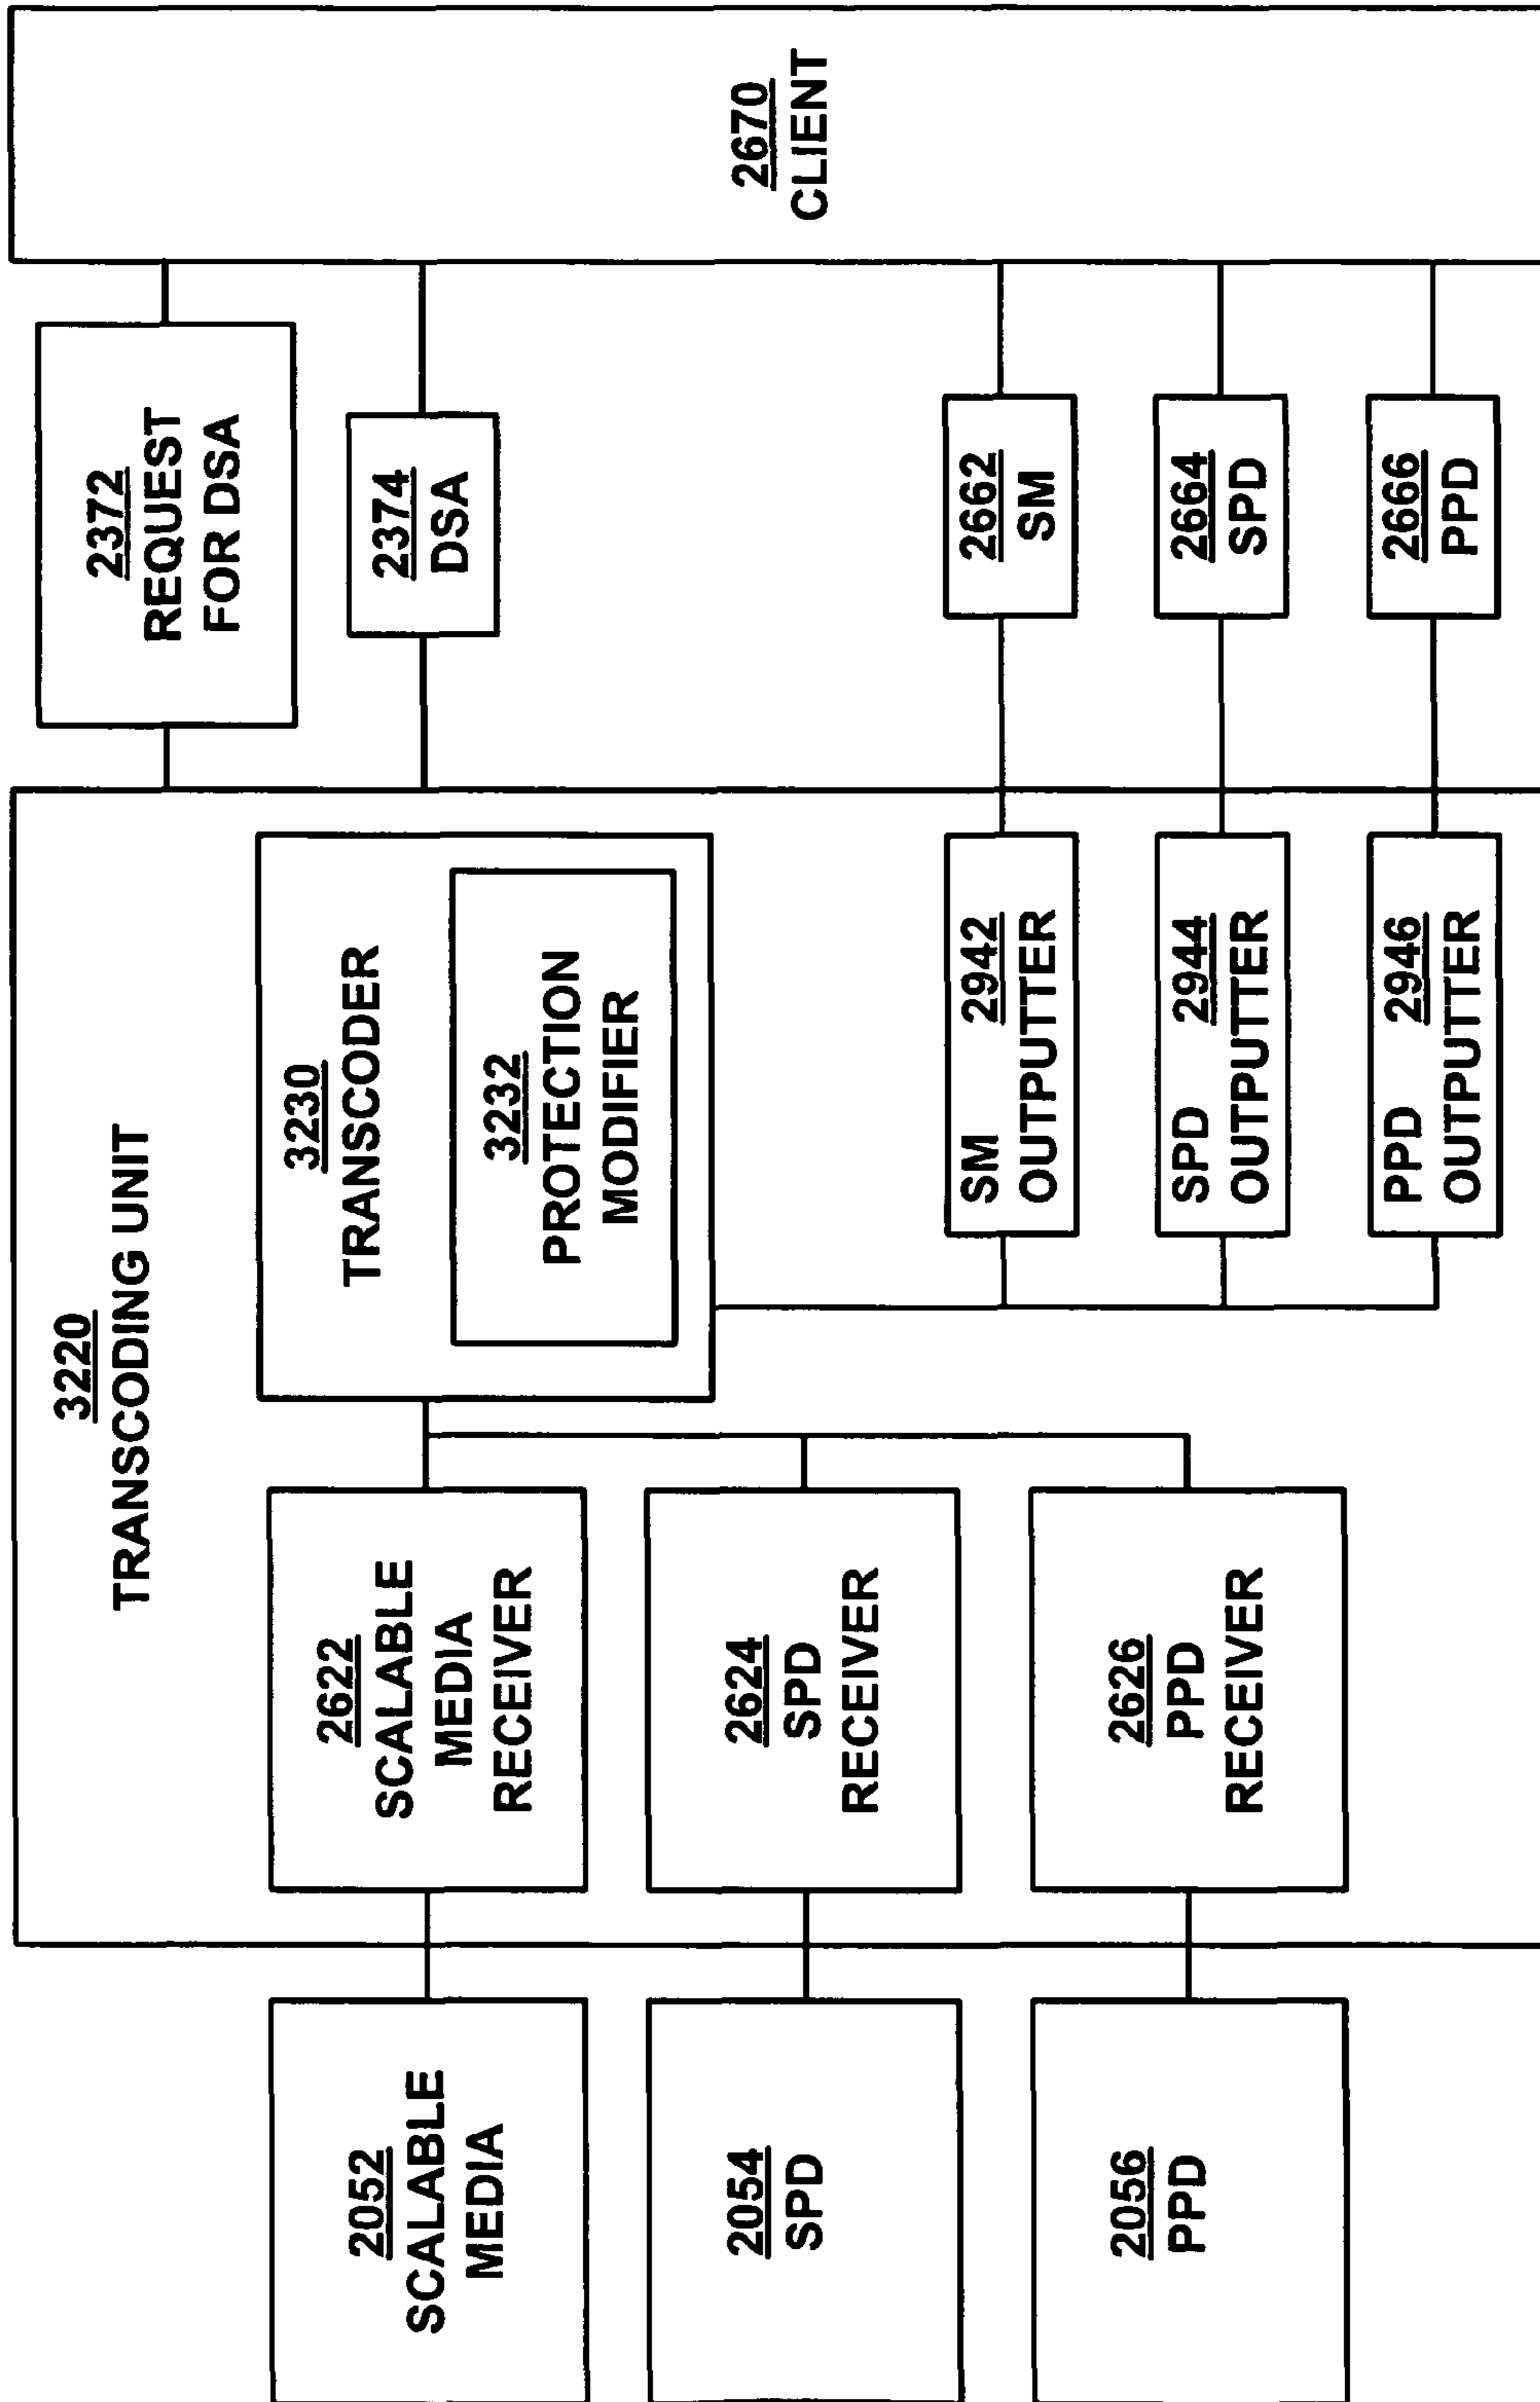 3220
TRANSCODING UNIT
2052
SCALABLE
MEDIA
2054
SPD
2056
PPD
2622
SCALABLE
MEDIA
RECEIVER
2624
SPD
RECEIVER
2626
PPD
RECEIVER
3230
TRANSCODER
3232
PROTECTION
MODIFIER
SM 2942
OUTPUTTER
SPD 2944
OUTPUTTER
PPD 2946
OUTPUTTER
2372
REQUEST
FOR DSA
2374
DSA
2662
SM
2664
SPD
2666
PPD
2670
CLIENT